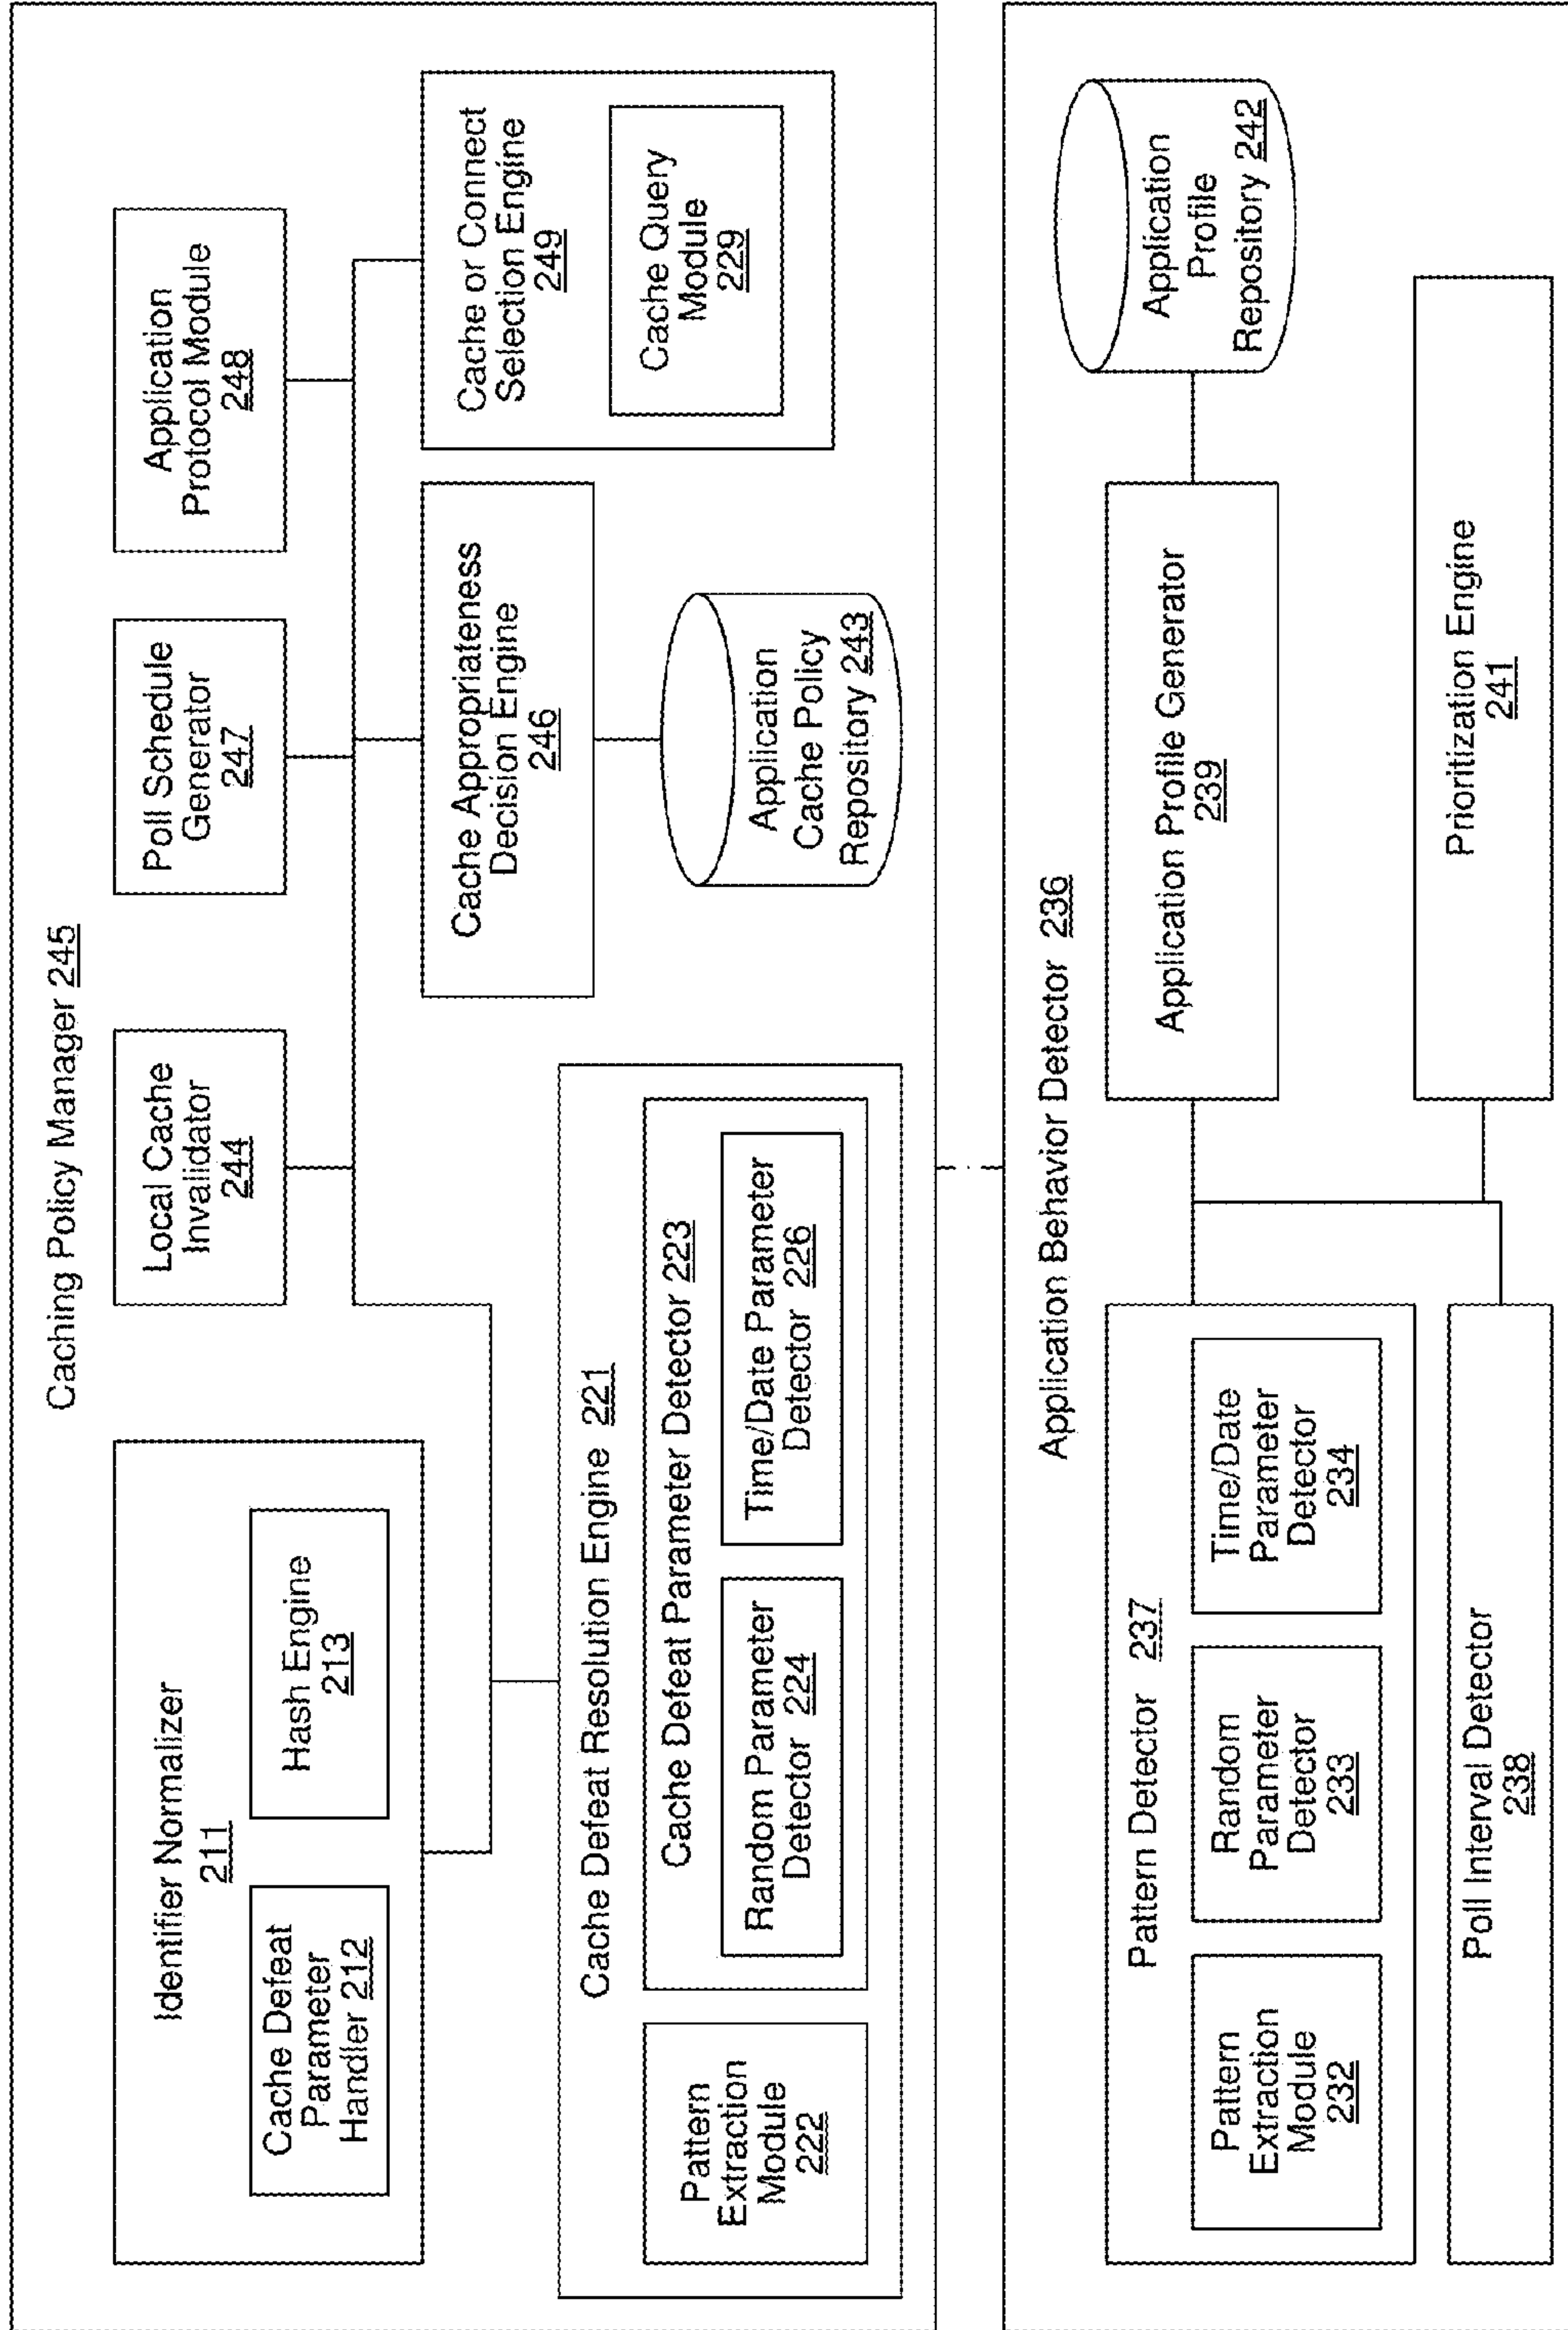 Caching Policy Manager 245
Identifier Normalizer
211
Cache Defeat
Parameter
Handler 212
Hash Engine
213
Local Cache
Invalidator
244
Poll Schedule
Generator
247
Application
Protocol Module
248
Cache Defeat Resolution Engine 221
Pattern
Extraction
Module
222
Cache Defeat Parameter Detector 223
Random Parameter
Detector 224
Time/Date Parameter
Detector 226
Cache Appropriateness
Decision Engine
246
Application
Cache Policy
Repository 243
Cache or Connect
Selection Engine
249
Cache Query
Module
229
Application Behavior Detector 236
Pattern Detector 237
Pattern
Extraction
Module
232
Random
Parameter
Detector
233
Time/Date
Parameter
Detector
234
Poll Interval Detector
238
Application Profile Generator
239
Application
Profile
Repository 242
Prioritization Engine
241